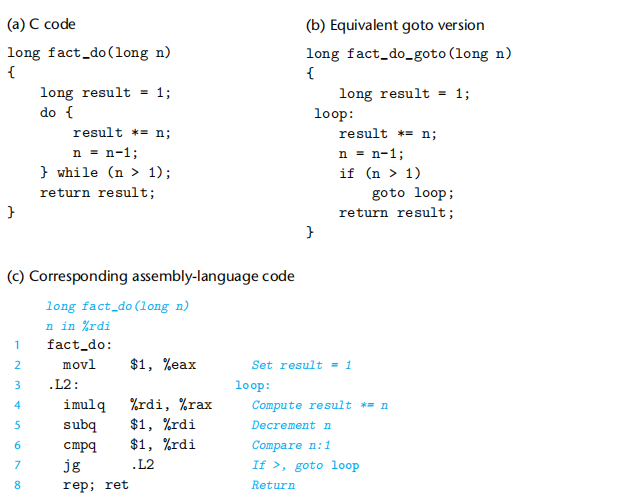 (a) C code
long fact_do(long n)
{
    long result = 1;
    do {
        result *= n;
        n = n-1;
    } while (n > 1);
    return result;
}
(b) Equivalent goto version
long fact_do_goto(long n)
{
    long result = 1;
 loop:
    result *= n;
    n = n-1;
    if (n > 1)
        goto loop;
    return result;
}
(c) Corresponding assembly-language code
long fact_do(long n)
n in %rdi
1 fact_do:
2 movl $1, %eax Set result = 1
3 .L2: loop:
4 imulq %rdi, %rax Compute result *= n
5 subq $1, %rdi Decrement n
6 cmpq $1, %rdi Compare n:1
7 jg .L2 If >, goto loop
8 rep; ret Return